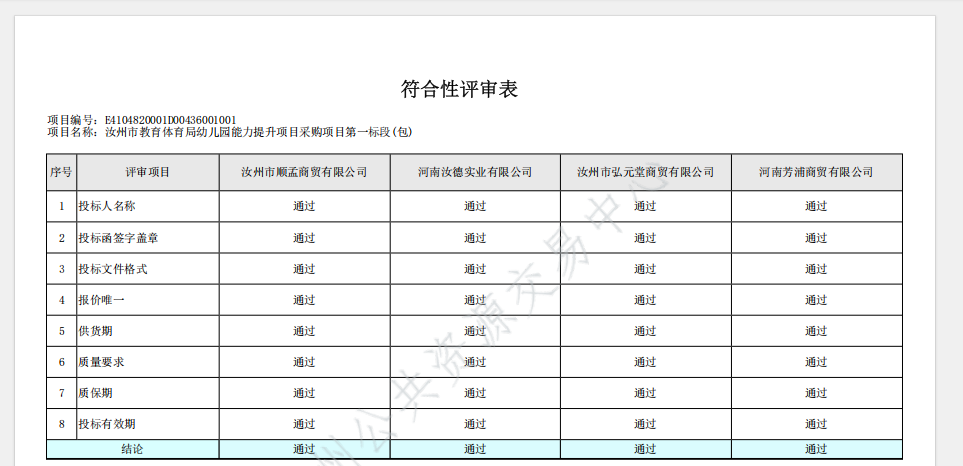 符合性评审表
项目编号: E4104820001D00436001001
项目名称: 汝州市教育体育局幼儿园能力提升项目采购项目第一标段(包)
序号 评审项目 汝州市顺孟商贸有限公司 河南汝德实业有限公司 汝州市弘元堂商贸有限公司 河南芳浦商贸有限公司
1 投标人名称 通过 通过 通过 通过
2 投标函签字盖章 通过 通过 通过 通过
3 投标文件格式 通过 通过 通过 通过
4 报价唯一 通过 通过 通过 通过
5 供货期 通过 通过 通过 通过
6 质量要求 通过 通过 通过 通过
7 质保期 通过 通过 通过 通过
8 投标有效期 通过 通过 通过 通过
结论 通过 通过 通过 通过
州公共资源交易中心